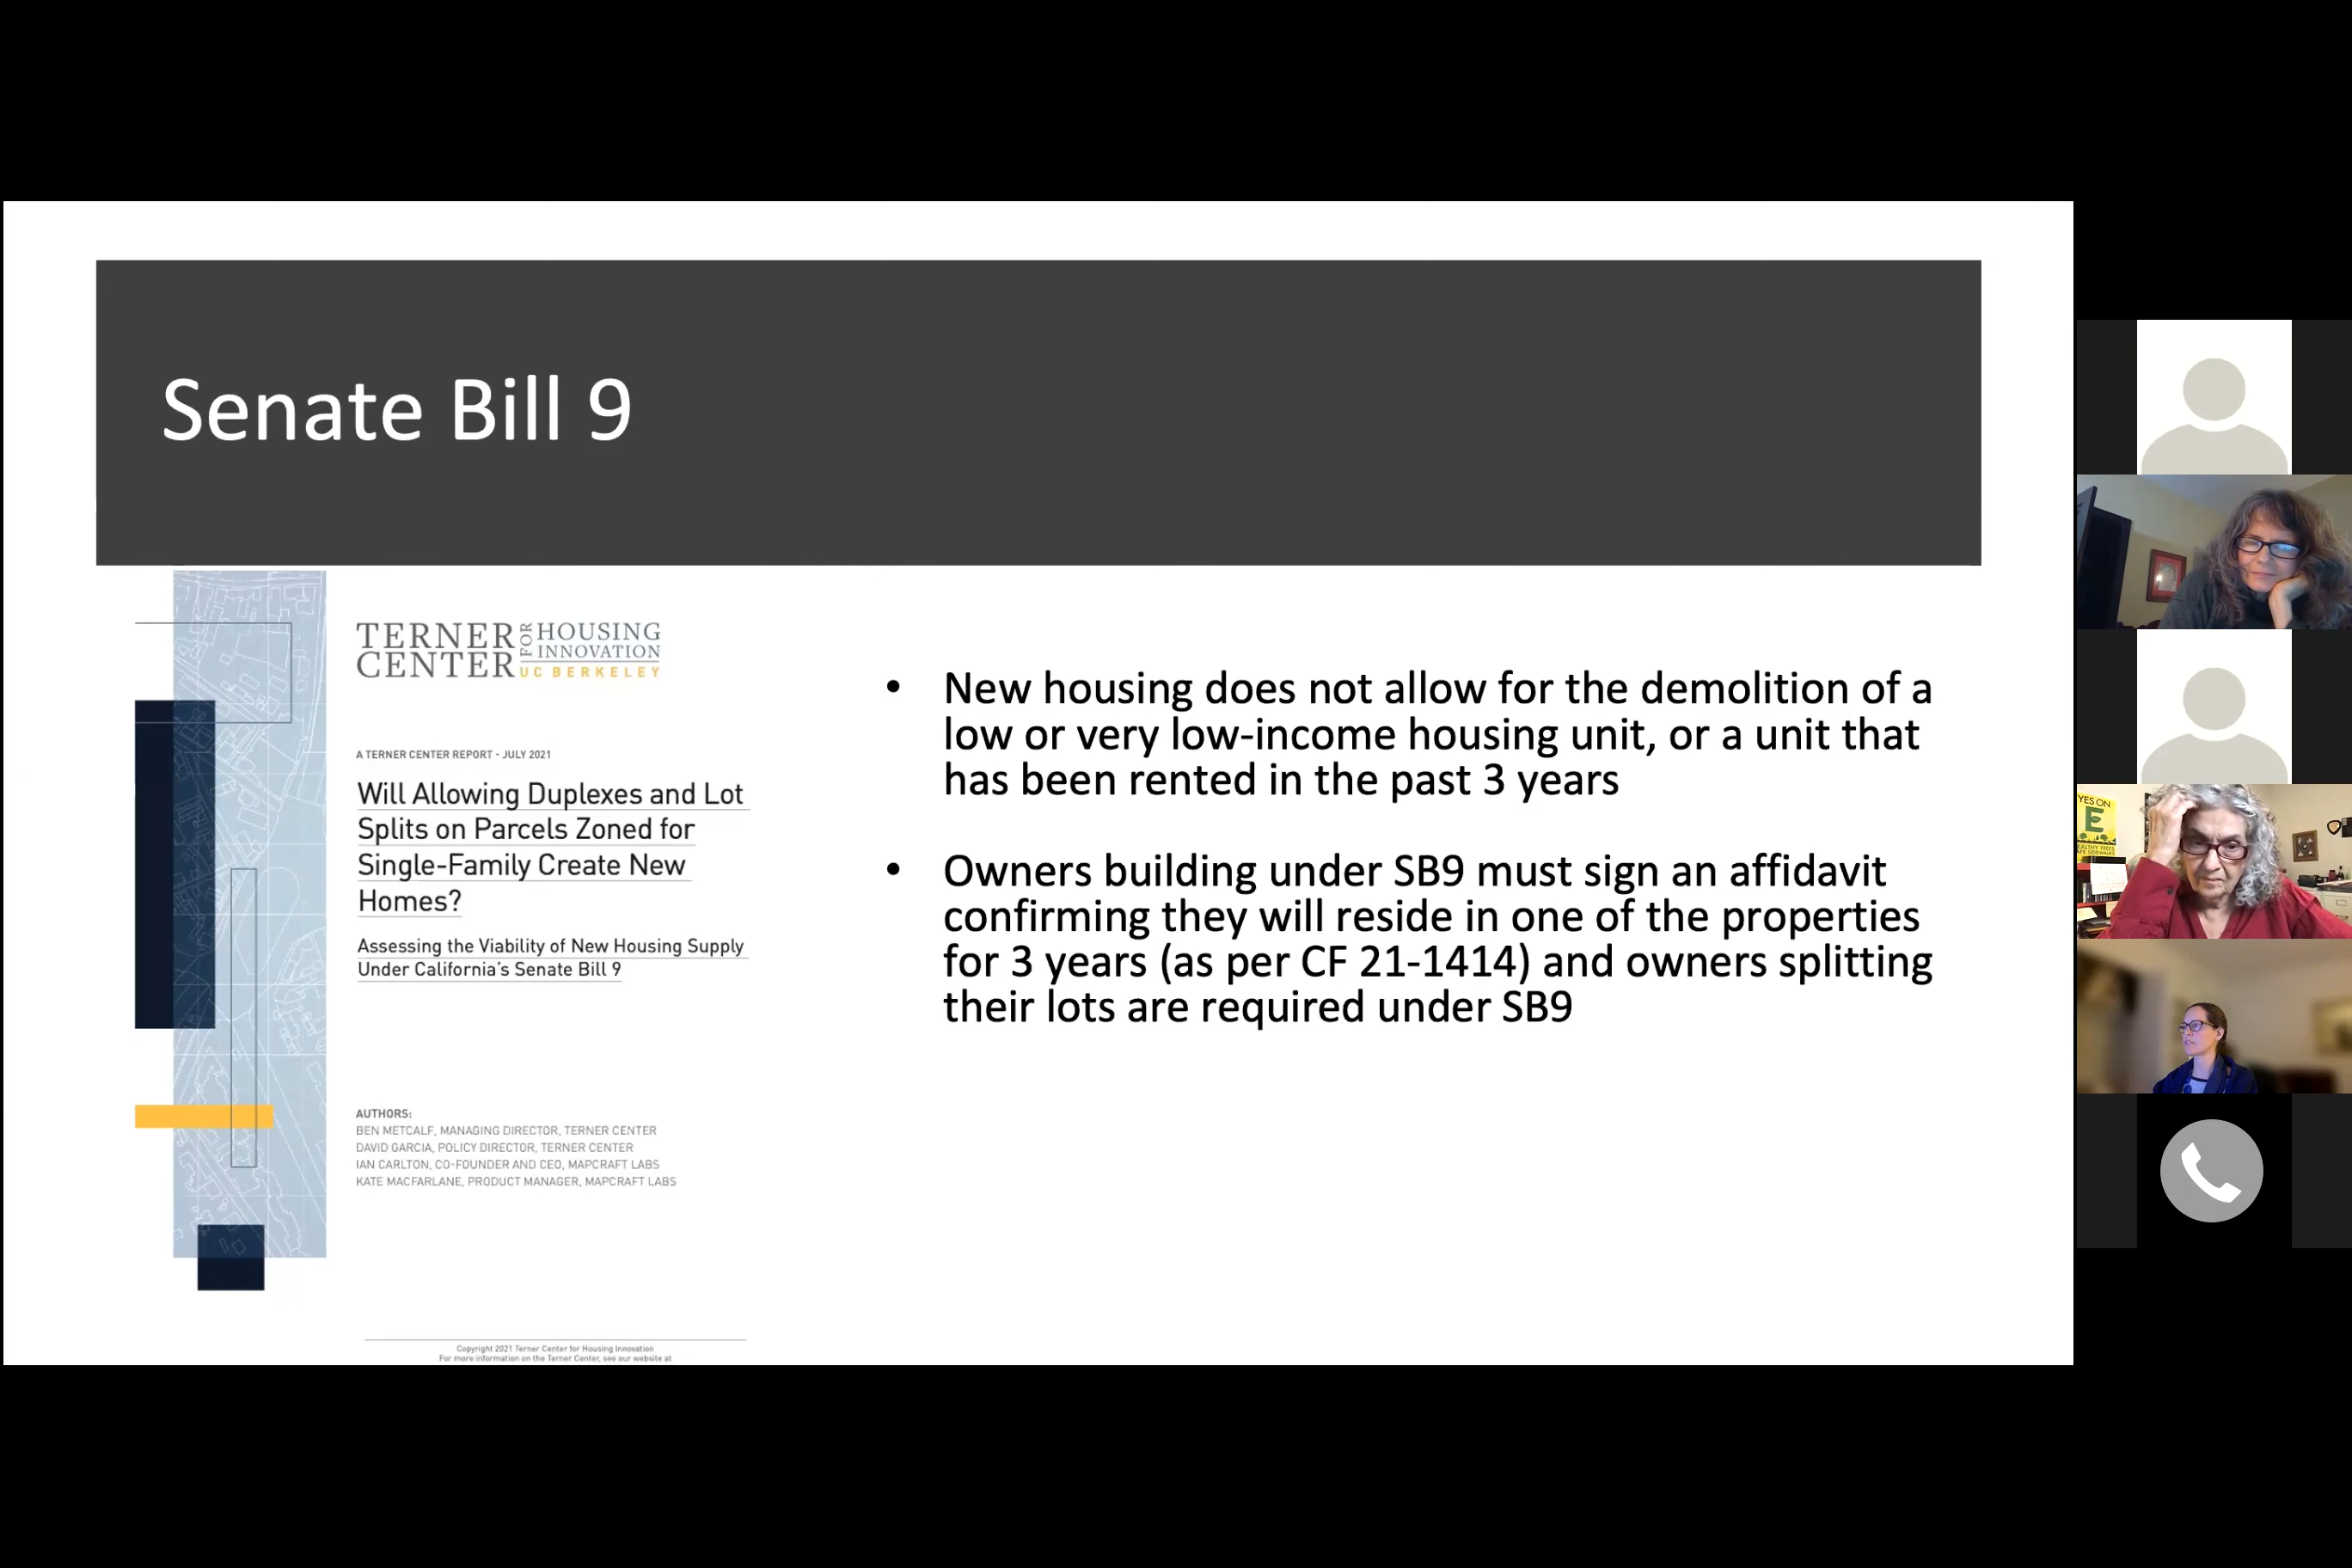 Senate Bill 9
TERNER
CENTER
FOR
HOUSING
INNOVATION
UC BERKELEY
A TERNER CENTER REPORT - JULY 2021
Will Allowing Duplexes and Lot
Splits on Parcels Zoned for
Single-Family Create New
Homes?
Assessing the Viability of New Housing Supply
Under California's Senate Bill 9
AUTHORS:
BEN METCALF, MANAGING DIRECTOR, TERNER CENTER
DAVID GARCIA, POLICY DIRECTOR, TERNER CENTER
IAN CARLTON, CO-FOUNDER AND CEO, MAPCRAFT LABS
KATE MACFARLANE, PRODUCT MANAGER, MAPCRAFT LABS
Copyright 2021 Terner Center for Housing Innovation
For more information on the Terner Center, see our website at
• New housing does not allow for the demolition of a
low or very low-income housing unit, or a unit that
has been rented in the past 3 years
• Owners building under SB9 must sign an affidavit
confirming they will reside in one of the properties
for 3 years (as per CF 21-1414) and owners splitting
their lots are required under SB9
YES ON
E